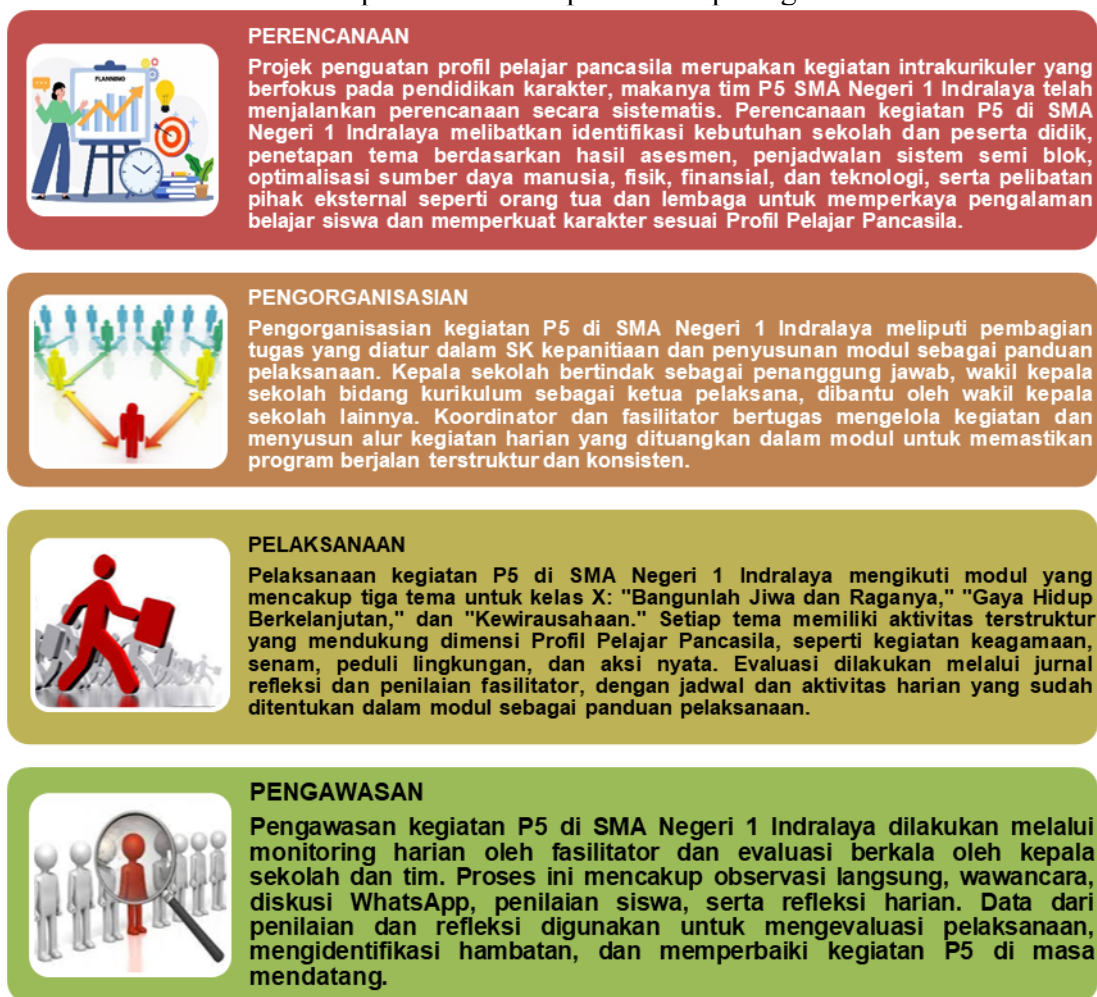 PERENCANAAN
Projek penguatan profil pelajar pancasila merupakan kegiatan intrakurikuler yang
berfokus pada pendidikan karakter, makanya tim P5 SMA Negeri 1 Indralaya telah
menjalankan perencanaan secara sistematis. Perencanaan kegiatan P5 di SMA
Negeri 1 Indralaya melibatkan identifikasi kebutuhan sekolah dan peserta didik,
penetapan tema berdasarkan hasil asesmen, penjadwalan sistem semi blok,
optimalisasi sumber daya manusia, fisik, finansial, dan teknologi, serta pelibatan
pihak eksternal seperti orang tua dan lembaga untuk memperkaya pengalaman
belajar siswa dan memperkuat karakter sesuai Profil Pelajar Pancasila.
PLANNING
PENGORGANISASIAN
Pengorganisasian kegiatan P5 di SMA Negeri 1 Indralaya meliputi pembagian
tugas yang diatur dalam SK kepanitiaan dan penyusunan modul sebagai panduan
pelaksanaan. Kepala sekolah bertindak sebagai penanggung jawab, wakil kepala
sekolah bidang kurikulum sebagai ketua pelaksana, dibantu oleh wakil kepala
sekolah lainnya. Koordinator dan fasilitator bertugas mengelola kegiatan dan
menyusun alur kegiatan harian yang dituangkan dalam modul untuk memastikan
program berjalan terstruktur dan konsisten.
PELAKSANAAN
Pelaksanaan kegiatan P5 di SMA Negeri 1 Indralaya mengikuti modul yang
mencakup tiga tema untuk kelas X: "Bangunlah Jiwa dan Raganya," "Gaya Hidup
Berkelanjutan," dan "Kewirausahaan." Setiap tema memiliki aktivitas terstruktur
yang mendukung dimensi Profil Pelajar Pancasila, seperti kegiatan keagamaan,
senam, peduli lingkungan, dan aksi nyata. Evaluasi dilakukan melalui jurnal
refleksi dan penilaian fasilitator, dengan jadwal dan aktivitas harian yang sudah
ditentukan dalam modul sebagai panduan pelaksanaan.
PENGAWASAN
Pengawasan kegiatan P5 di SMA Negeri 1 Indralaya dilakukan melalui
monitoring harian oleh fasilitator dan evaluasi berkala oleh kepala
sekolah dan tim. Proses ini mencakup observasi langsung, wawancara,
diskusi WhatsApp, penilaian siswa, serta refleksi harian. Data dari
penilaian dan refleksi digunakan untuk mengevaluasi pelaksanaan,
mengidentifikasi hambatan, dan memperbaiki kegiatan P5 di masa
mendatang.